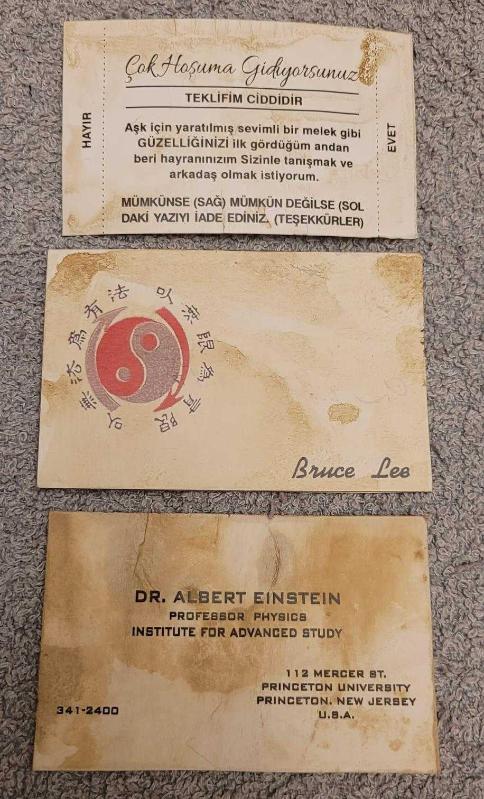 Çok Hoşuma Gidiyorsunuz
TEKLİFİM CİDDİDİR
HAYIR
Aşk için yaratılmış sevimli bir melek gibi
GÜZELLİĞİNİZİ ilk gördüğüm andan
beri hayranınızım Sizinle tanışmak ve
arkadaş olmak istiyorum.
EVET
MÜMKÜNSE (SAĞ) MÜMKÜN DEĞİLSE (SOL
DAKİ YAZIYI İADE EDİNİZ. (TEŞEKKÜRLER)
以無法為有法
以無限為有限
Bruce Lee
DR. ALBERT EINSTEIN
PROFESSOR PHYSICS
INSTITUTE FOR ADVANCED STUDY
112 MERCER ST.
PRINCETON UNIVERSITY
PRINCETON, NEW JERSEY
U.S.A.
341-2400